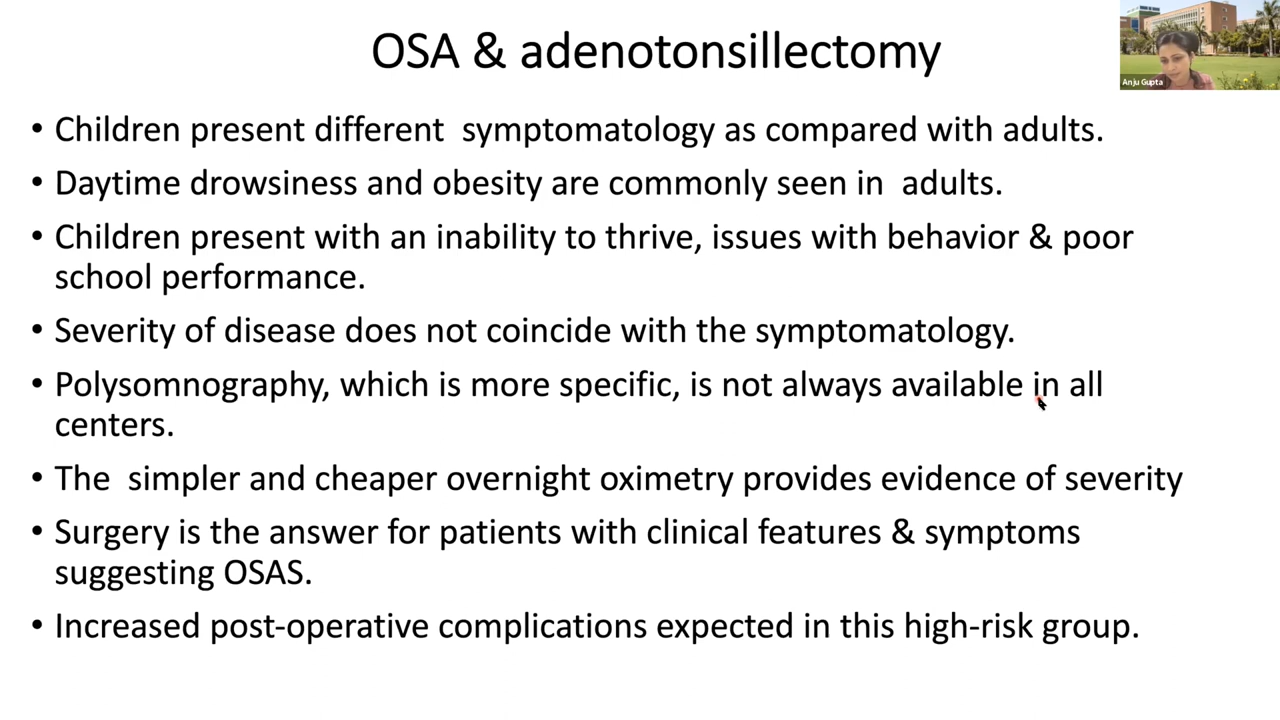 OSA & adenotonsillectomy
Anju Gupta
• Children present different  symptomatology as compared with adults.
• Daytime drowsiness and obesity are commonly seen in  adults.
• Children present with an inability to thrive, issues with behavior & poor
school performance.
• Severity of disease does not coincide with the symptomatology.
• Polysomnography, which is more specific, is not always available in all
centers.
• The  simpler and cheaper overnight oximetry provides evidence of severity
• Surgery is the answer for patients with clinical features & symptoms
suggesting OSAS.
• Increased post-operative complications expected in this high-risk group.